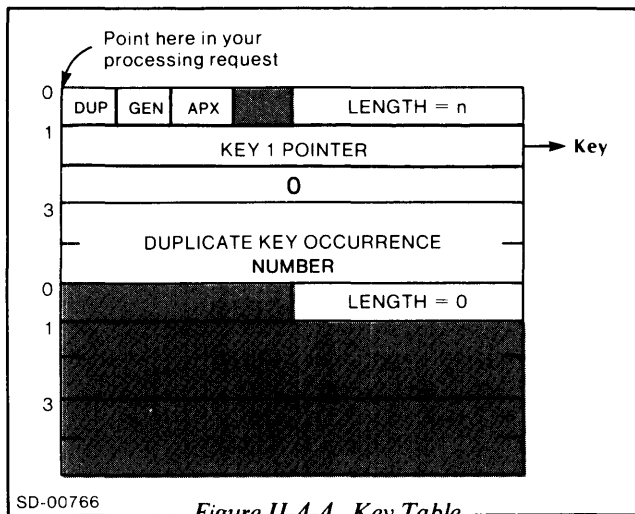 Point here in your
processing request
0
DUP GEN APX LENGTH = n
1
KEY 1 POINTER Key
0
3
DUPLICATE KEY OCCURRENCE
NUMBER
0
LENGTH = 0
1
3
SD-00766
Figure II-4-4. Key Table